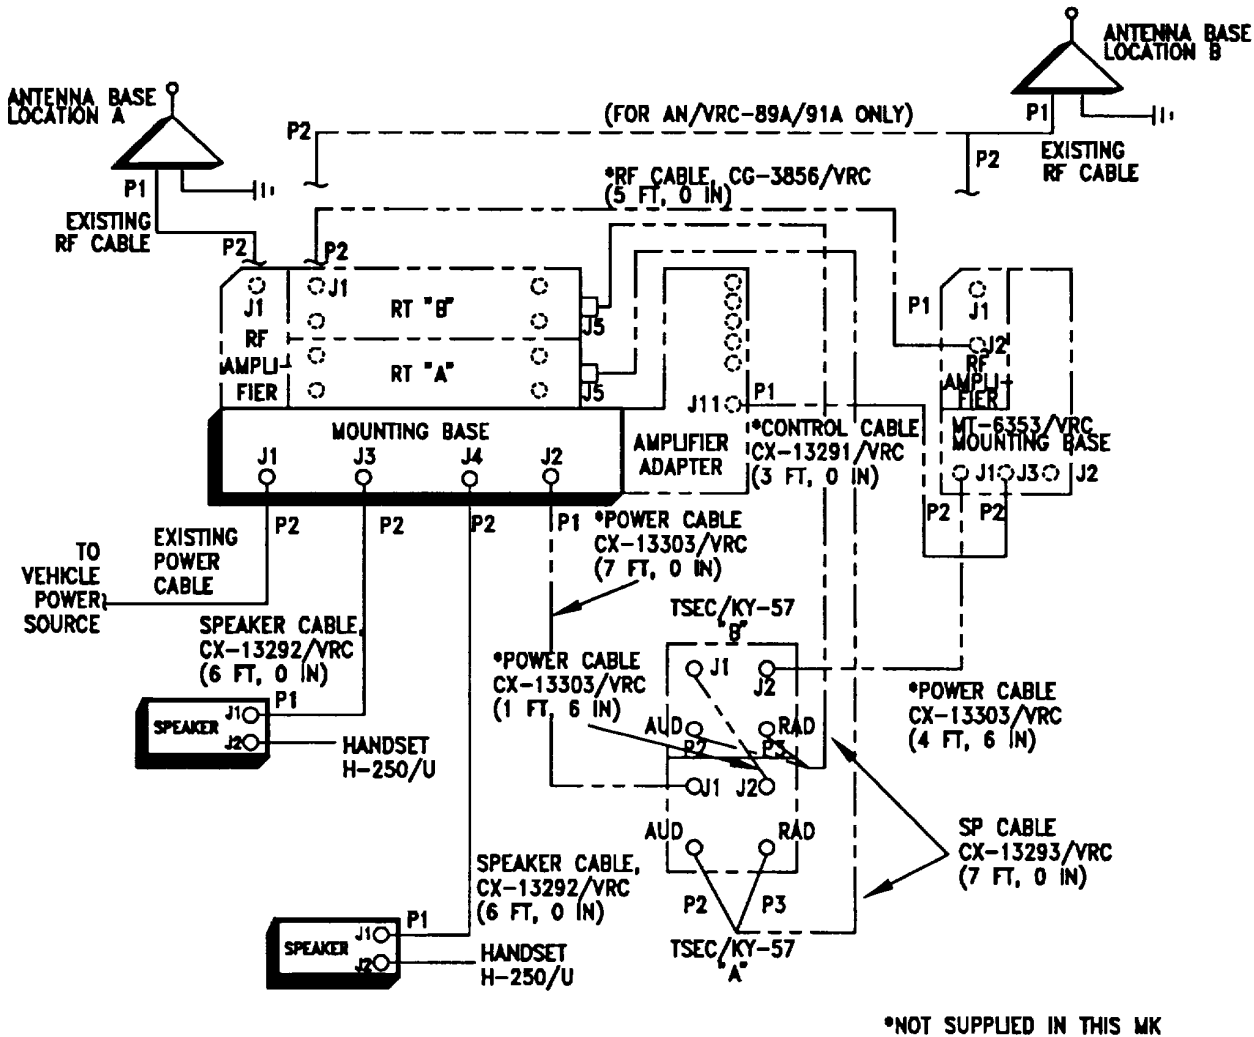 ANTENNA BASE
LOCATION B
ANTENNA BASE
LOCATION A
(FOR AN/VRC-89A/91A ONLY)
P1
P2
P2
EXISTING
RF CABLE
P1
*RF CABLE, CG-3856/VRC
(5 FT, 0 IN)
EXISTING
RF CABLE
P2
P2
J1
J1
RT "B"
J5
P1
J1
RF
AMPLI-
FIER
RT "A"
J5
J2
RF
AMPLI-
FIER
P1
J11
MOUNTING BASE
AMPLIFIER
ADAPTER
*CONTROL CABLE
CX-13291/VRC
(3 FT, 0 IN)
MT-6353/VRC
MOUNTING BASE
J1
J3
J4
J2
J1
J3
J2
P2
P2
P2
P1
P2
P2
*POWER CABLE
CX-13303/VRC
(7 FT, 0 IN)
EXISTING
POWER
CABLE
TO
VEHICLE
POWER
SOURCE
TSEC/KY-57
"B"
SPEAKER CABLE,
CX-13292/VRC
(6 FT, 0 IN)
*POWER CABLE
CX-13303/VRC
(1 FT, 6 IN)
J1
J2
*POWER CABLE
CX-13303/VRC
(4 FT, 6 IN)
P1
J1
SPEAKER
J2
HANDSET
H-250/U
AUD
RAD
P2
P3
J1
J2
AUD
RAD
SP CABLE
CX-13293/VRC
(7 FT, 0 IN)
SPEAKER CABLE,
CX-13292/VRC
(6 FT, 0 IN)
P2
P3
P1
J1
SPEAKER
J2
HANDSET
H-250/U
TSEC/KY-57
"A"
*NOT SUPPLIED IN THIS MK